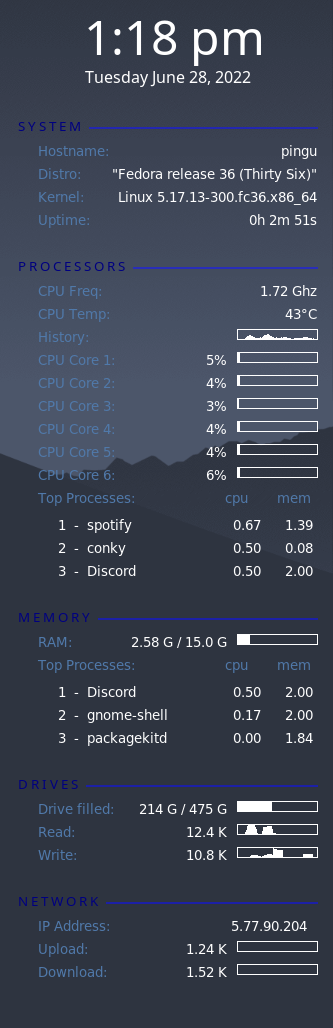 1:18 pm
Tuesday June 28, 2022
SYSTEM
Hostname: pingu
Distro: "Fedora release 36 (Thirty Six)"
Kernel: Linux 5.17.13-300.fc36.x86_64
Uptime: 0h 2m 51s
PROCESSORS
CPU Freq: 1.72 Ghz
CPU Temp: 43°C
History:
CPU Core 1: 5%
CPU Core 2: 4%
CPU Core 3: 3%
CPU Core 4: 4%
CPU Core 5: 4%
CPU Core 6: 6%
Top Processes: cpu mem
1 - spotify 0.67 1.39
2 - conky 0.50 0.08
3 - Discord 0.50 2.00
MEMORY
RAM: 2.58 G / 15.0 G
Top Processes: cpu mem
1 - Discord 0.50 2.00
2 - gnome-shell 0.17 2.00
3 - packagekitd 0.00 1.84
DRIVES
Drive filled: 214 G / 475 G
Read: 12.4 K
Write: 10.8 K
NETWORK
IP Address: 5.77.90.204
Upload: 1.24 K
Download: 1.52 K